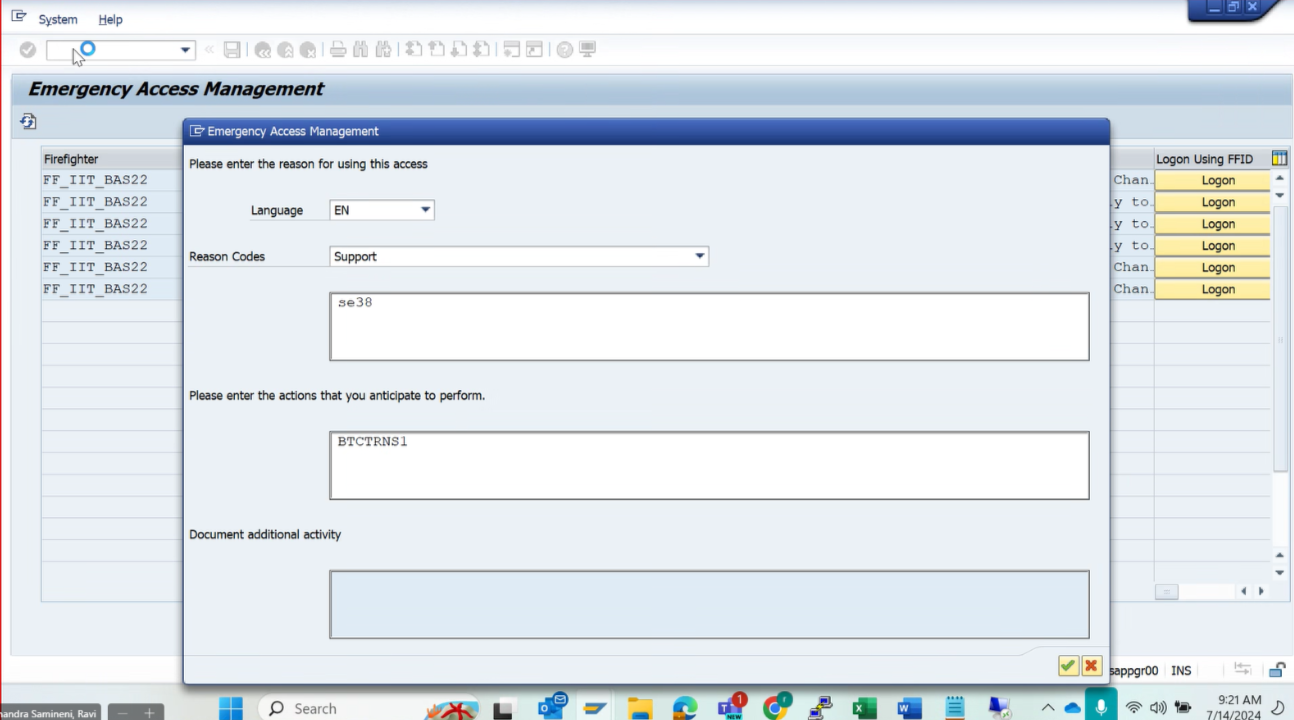 System Help
Emergency Access Management
Emergency Access Management
Please enter the reason for using this access
Language EN
Reason Codes Support
se38
Please enter the actions that you anticipate to perform.
BTCTRNS1
Document additional activity
Firefighter Logon Using FFID
FF_IIT_BAS22 Chan. Logon
FF_IIT_BAS22 y to. Logon
FF_IIT_BAS22 y to. Logon
FF_IIT_BAS22 y to. Logon
FF_IIT_BAS22 Chan. Logon
FF_IIT_BAS22 Chan. Logon
sappgr00 INS
andra Samineni, Ravi
Search
NEW
1
9:21 AM
7/14/2024